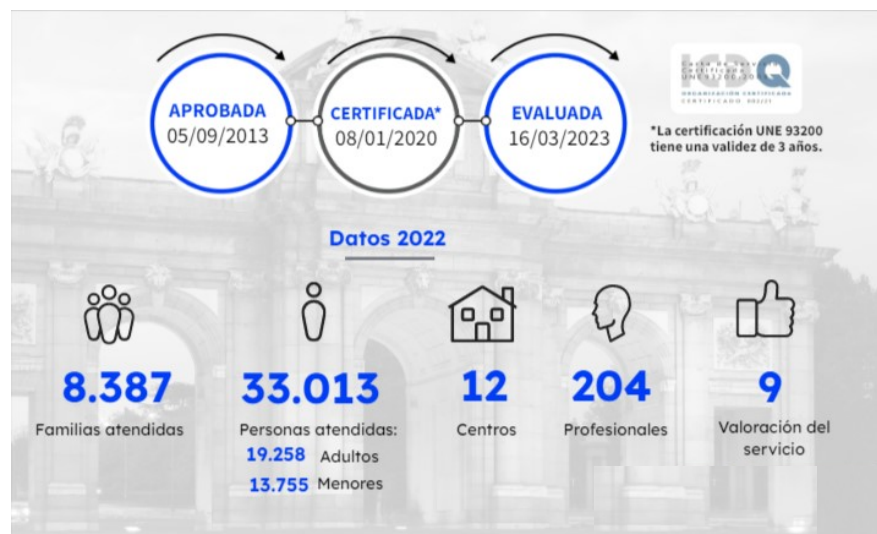 APROBADA
05/09/2013
CERTIFICADA*
08/01/2020
EVALUADA
16/03/2023
ORGANIZACIÓN CERTIFICADA
*La certificación UNE 93200
tiene una validez de 3 años.
Datos 2022
8.387
Familias atendidas
33.013
Personas atendidas:
19.258 Adultos
13.755 Menores
12
Centros
204
Profesionales
9
Valoración del
servicio